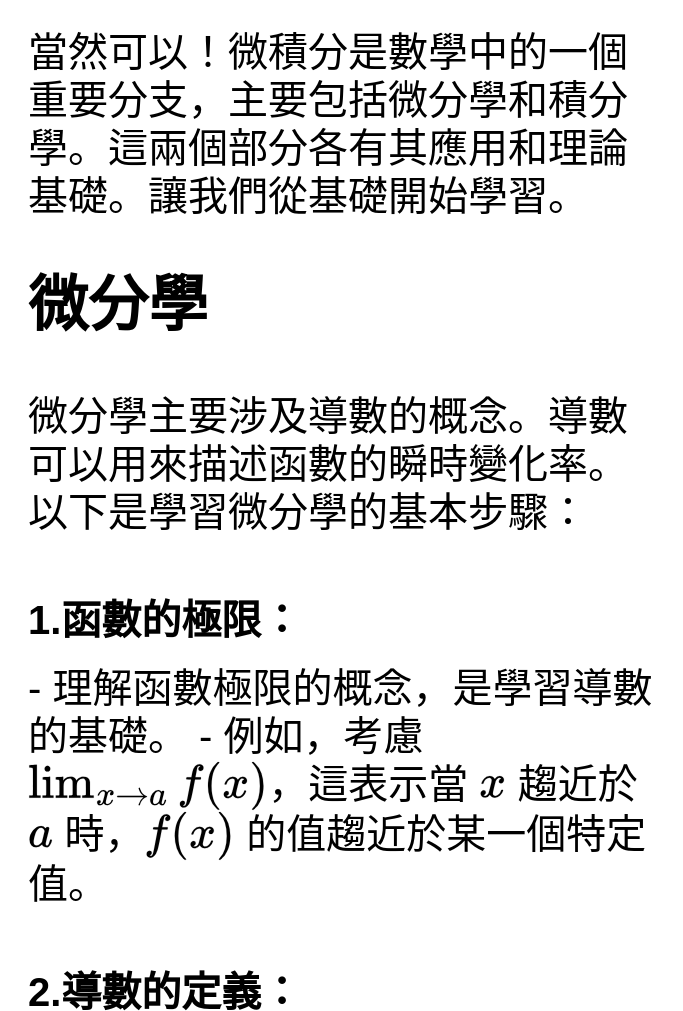 當然可以！微積分是數學中的一個
重要分支，主要包括微分學和積分
學。這兩個部分各有其應用和理論
基礎。讓我們從基礎開始學習。
微分學
微分學主要涉及導數的概念。導數
可以用來描述函數的瞬時變化率。
以下是學習微分學的基本步驟：
1.函數的極限：
- 理解函數極限的概念，是學習導數
的基礎。 - 例如，考慮
lim_{x→a} f(x)，這表示當 x 趨近於
a 時，f(x) 的值趨近於某一個特定
值。
2.導數的定義：